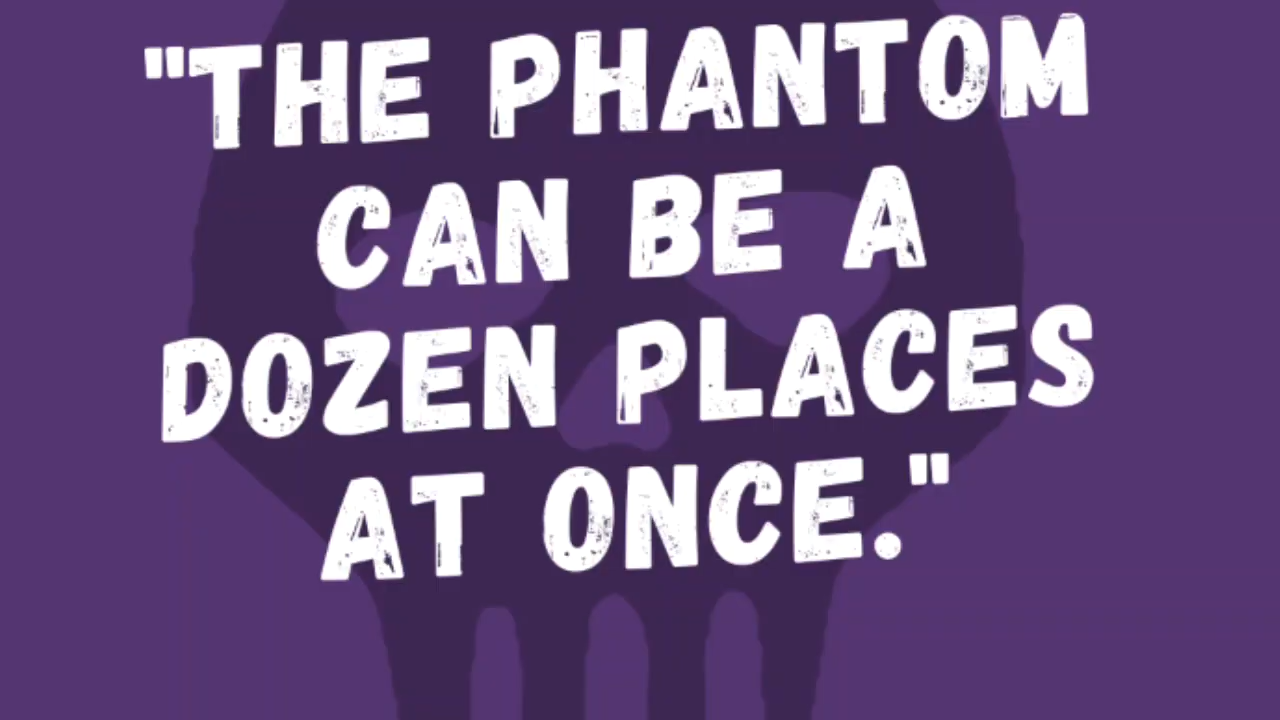 "THE PHANTOM
CAN BE A
DOZEN PLACES
AT ONCE."